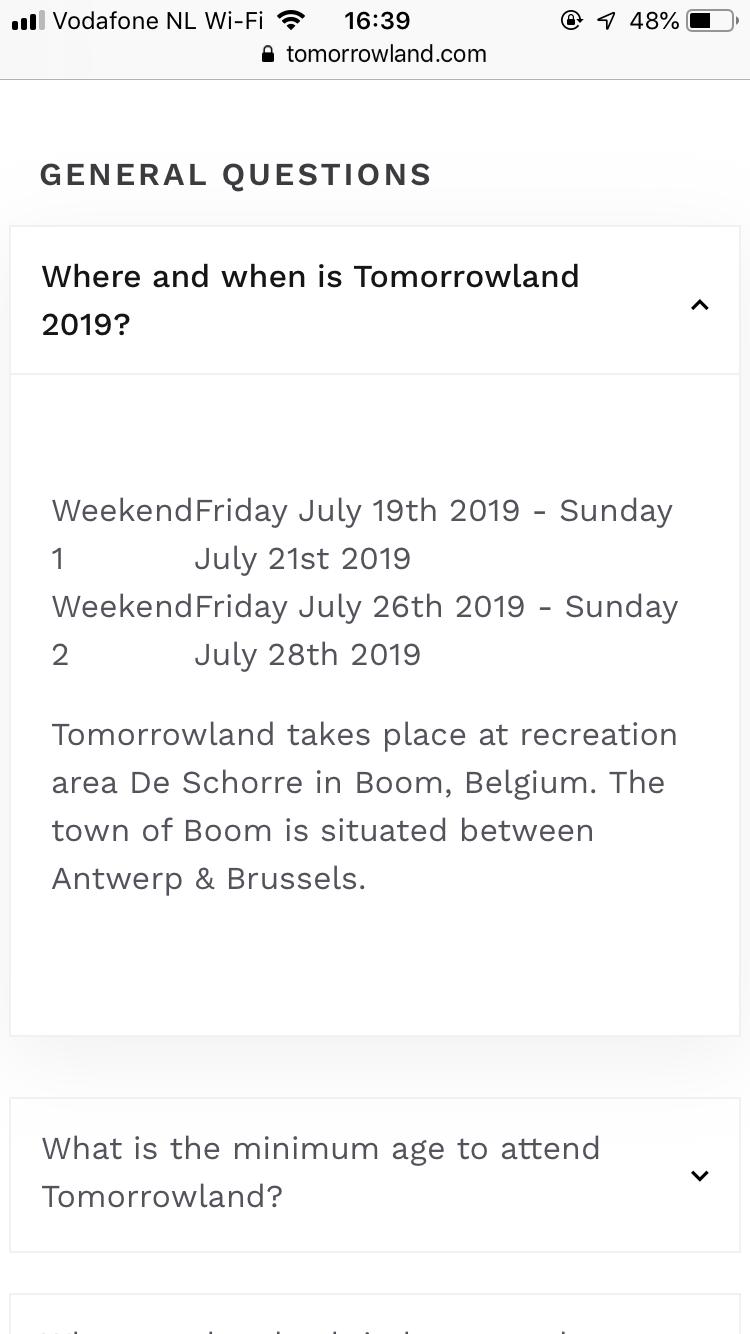 Vodafone NL Wi-Fi 16:39 48%
tomorrowland.com
GENERAL QUESTIONS
Where and when is Tomorrowland
2019?
Weekend Friday July 19th 2019 - Sunday
1 July 21st 2019
Weekend Friday July 26th 2019 - Sunday
2 July 28th 2019
Tomorrowland takes place at recreation
area De Schorre in Boom, Belgium. The
town of Boom is situated between
Antwerp & Brussels.
What is the minimum age to attend
Tomorrowland?